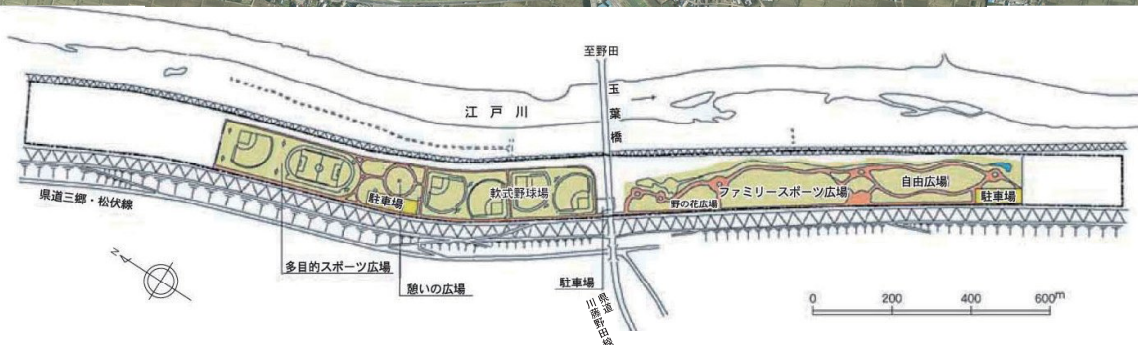 至野田
玉葉橋
江戸川
軟式野球場
自由広場
ファミリースポーツ広場
駐車場
野の花広場
駐車場
県道三郷・松伏線
多目的スポーツ広場
憩いの広場
駐車場
県道
川藤野田線
N
0 200 400 600m